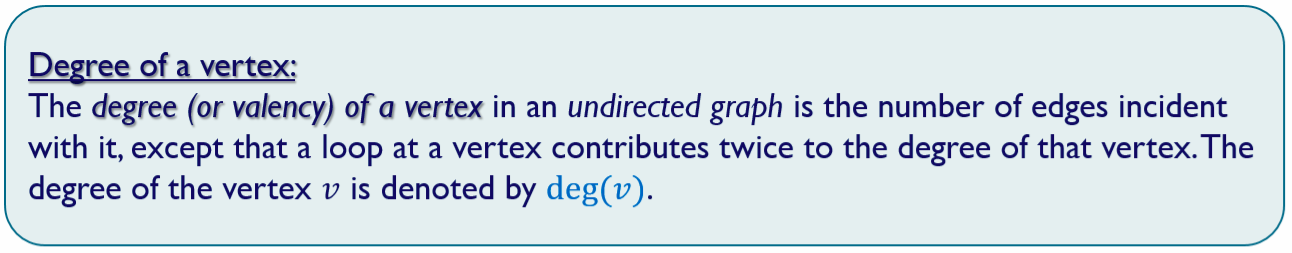 Degree of a vertex:
The degree (or valency) of a vertex in an undirected graph is the number of edges incident
with it, except that a loop at a vertex contributes twice to the degree of that vertex. The
degree of the vertex 𝑣 is denoted by deg(𝑣).